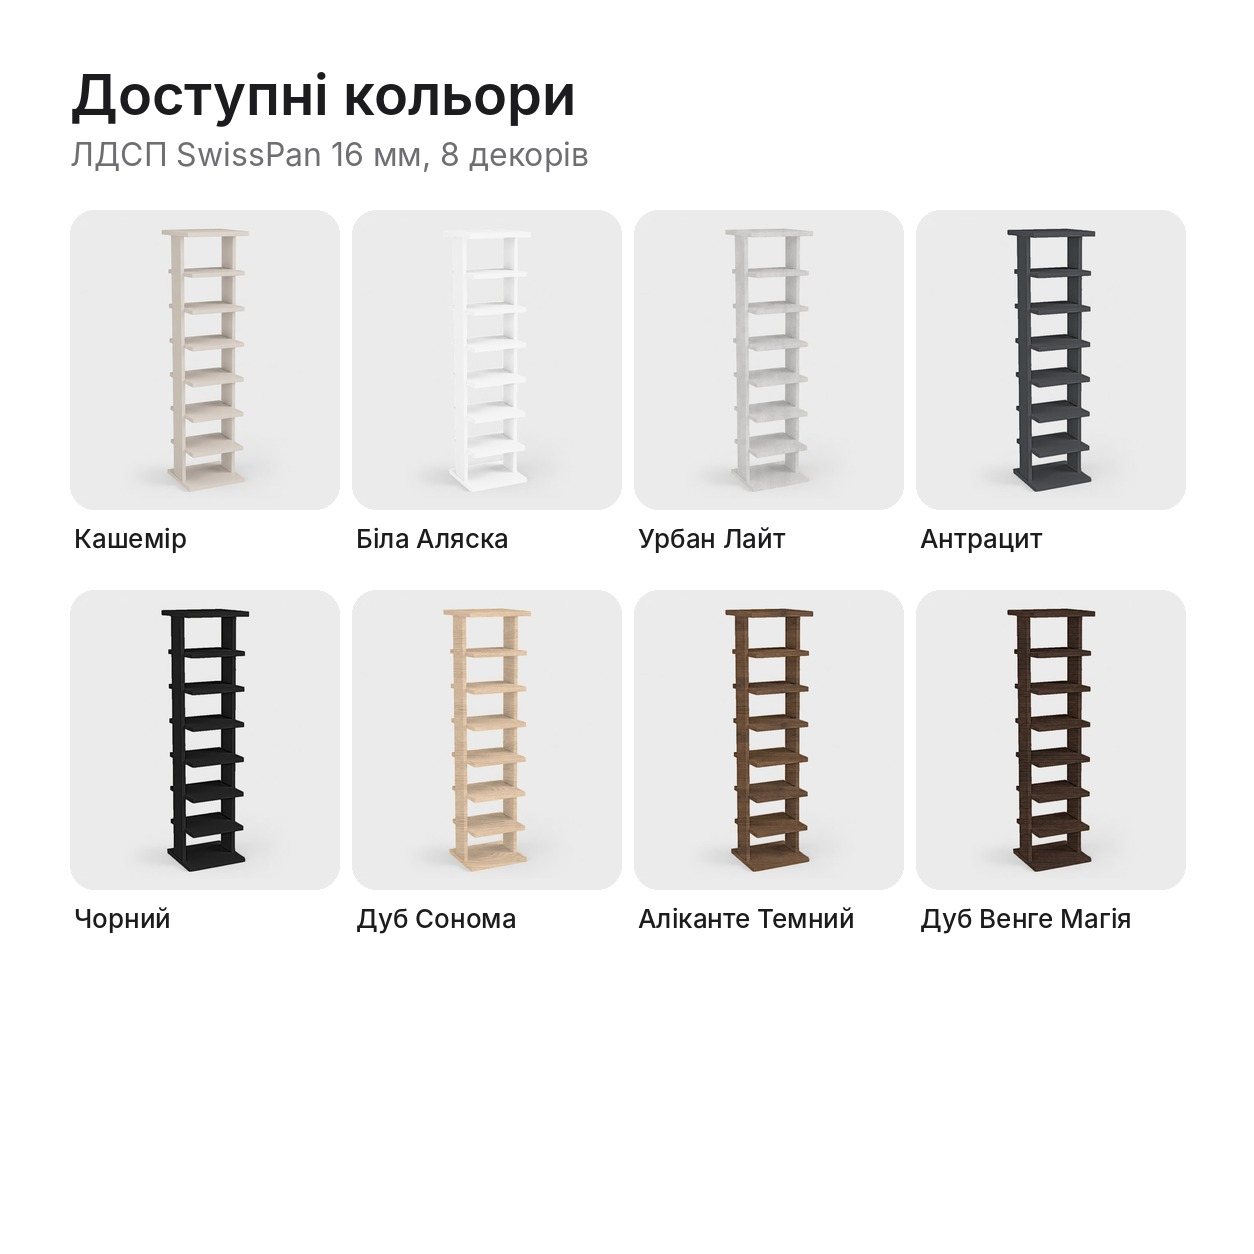 Доступні кольори
ЛДСП SwissPan 16 мм, 8 декорів
Кашемір
Біла Аляска
Урбан Лайт
Антрацит
Чорний
Дуб Сонома
Аліканте Темний
Дуб Венге Магія